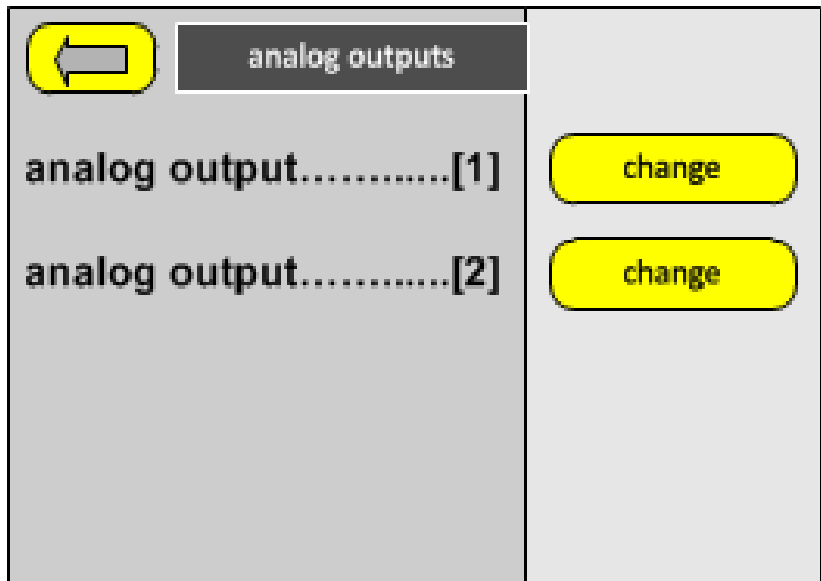 analog outputs
analog output...........[1] change
analog output...........[2] change